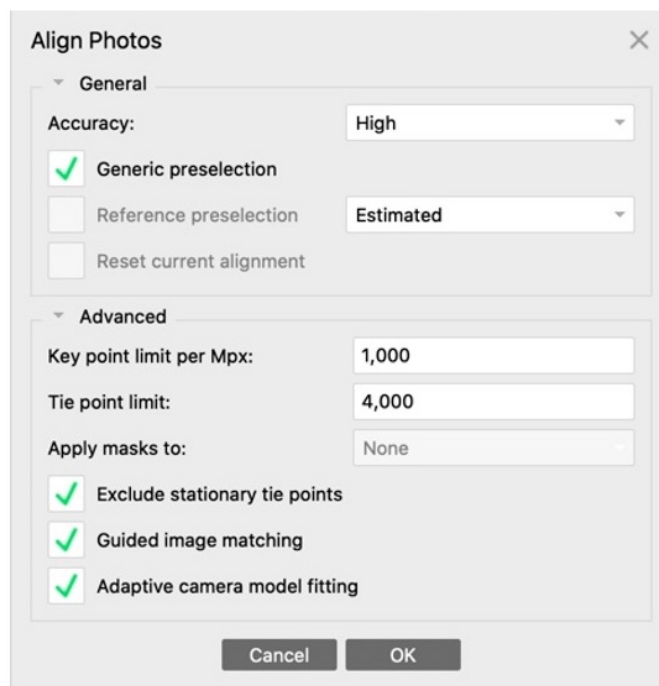 Align Photos
General
Accuracy: High
Generic preselection
Reference preselection Estimated
Reset current alignment
Advanced
Key point limit per Mpx: 1,000
Tie point limit: 4,000
Apply masks to: None
Exclude stationary tie points
Guided image matching
Adaptive camera model fitting
Cancel OK